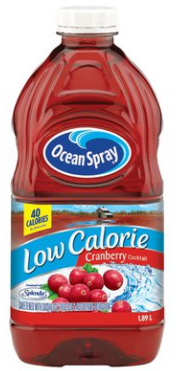 Ocean Spray
40
CALORIES
Low Calorie
Cranberry Cocktail
Splenda
1.89 L